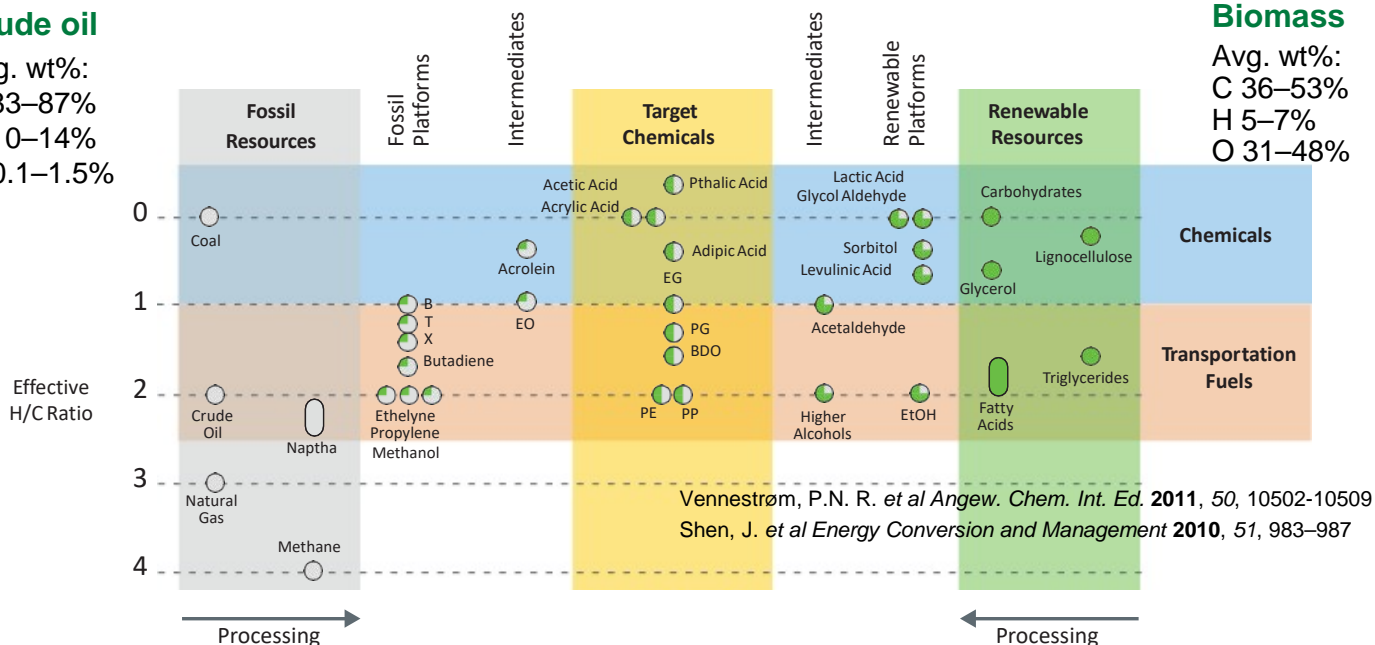 ude oil
g. wt%:
33–87%
10–14%
0.1–1.5%
Biomass
Avg. wt%:
C 36–53%
H 5–7%
O 31–48%
Fossil
Resources
Fossil
Platforms
Intermediates
Target
Chemicals
Intermediates
Renewable
Platforms
Renewable
Resources
0
1
2
3
4
Effective
H/C Ratio
Coal
Crude
Oil
Naptha
Natural
Gas
Methane
B
T
X
Butadiene
Ethelyne
Propylene
Methanol
Acrolein
EO
Acetic Acid
Acrylic Acid
Pthalic Acid
Adipic Acid
EG
PG
BDO
PE
PP
Lactic Acid
Glycol Aldehyde
Sorbitol
Levulinic Acid
Acetaldehyde
Higher
Alcohols
EtOH
Carbohydrates
Lignocellulose
Glycerol
Triglycerides
Fatty
Acids
Chemicals
Transportation
Fuels
Vennestrøm, P.N. R. et al Angew. Chem. Int. Ed. 2011, 50, 10502-10509
Shen, J. et al Energy Conversion and Management 2010, 51, 983–987
Processing
Processing